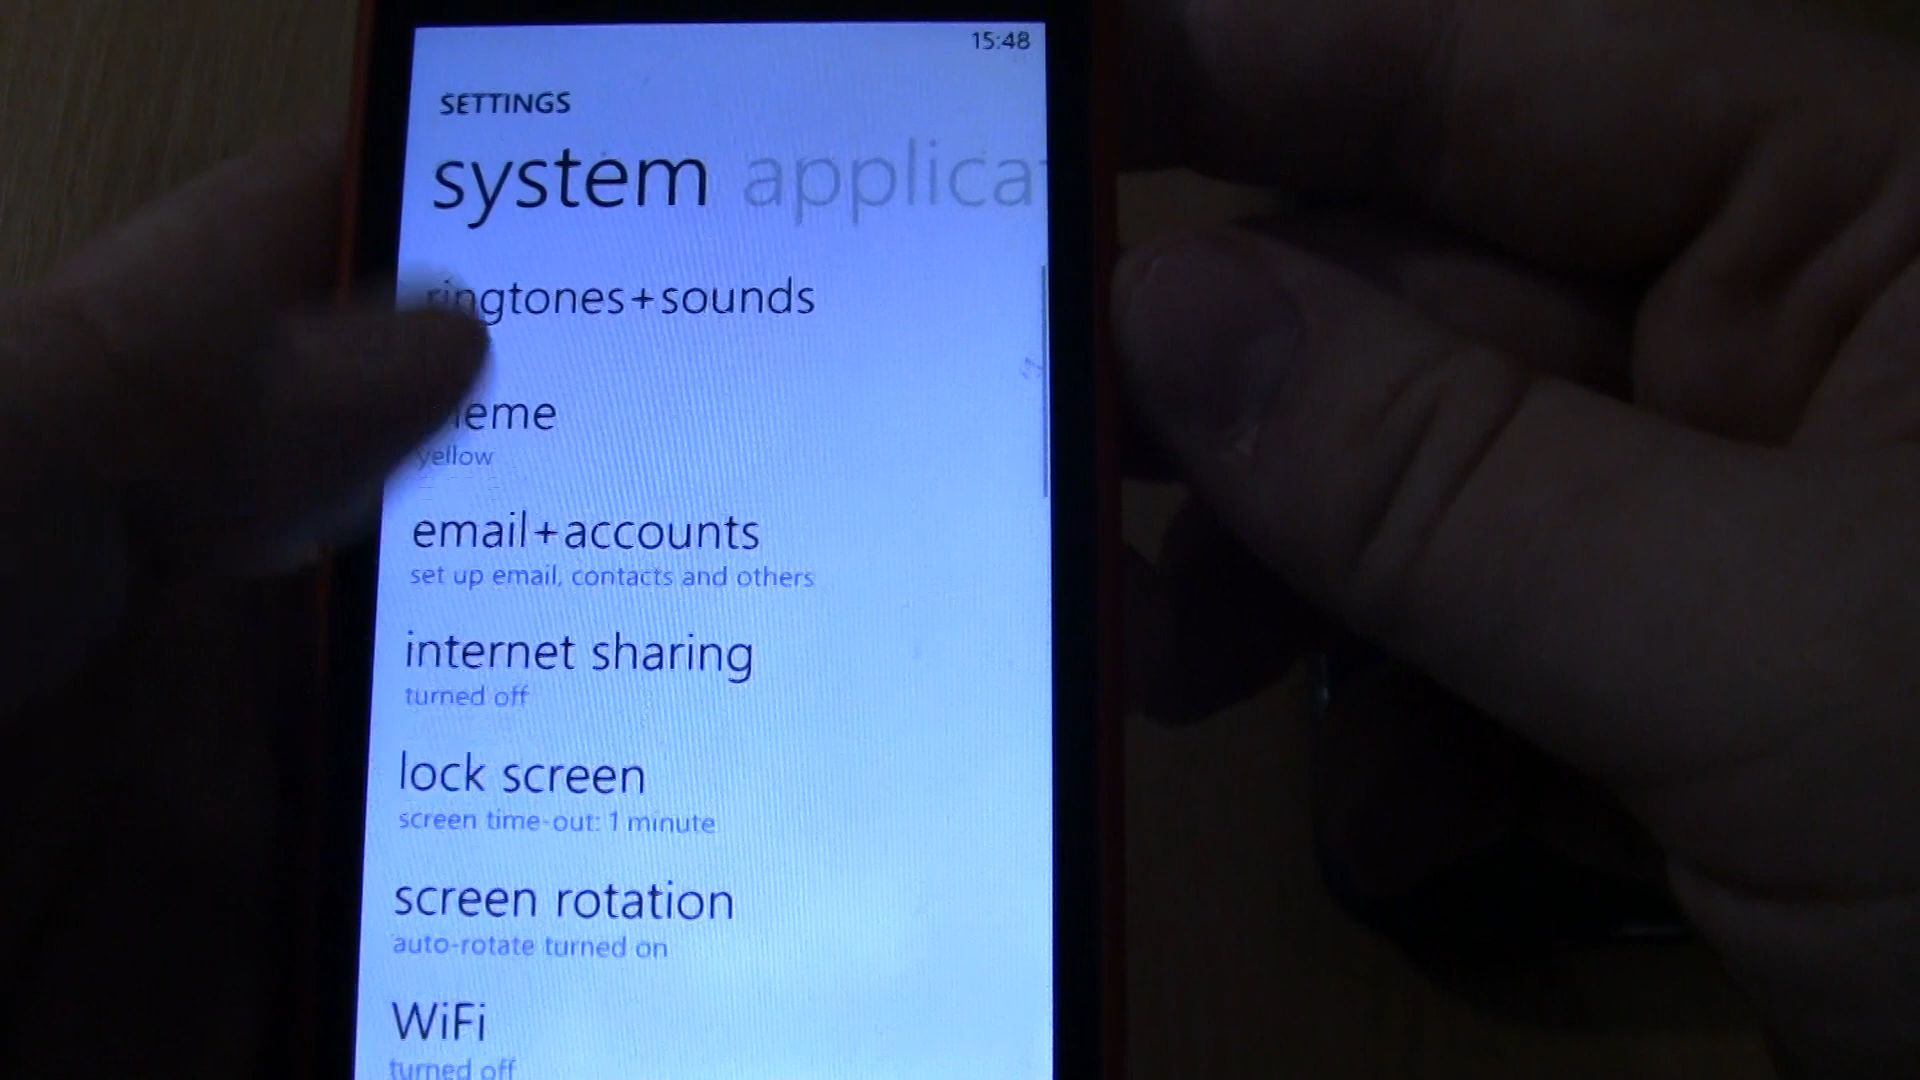 15:48
SETTINGS
system applica
ringtones+sounds
heme
yellow
email+accounts
set up email, contacts and others
internet sharing
turned off
lock screen
screen time-out: 1 minute
screen rotation
auto-rotate turned on
WiFi
turned off